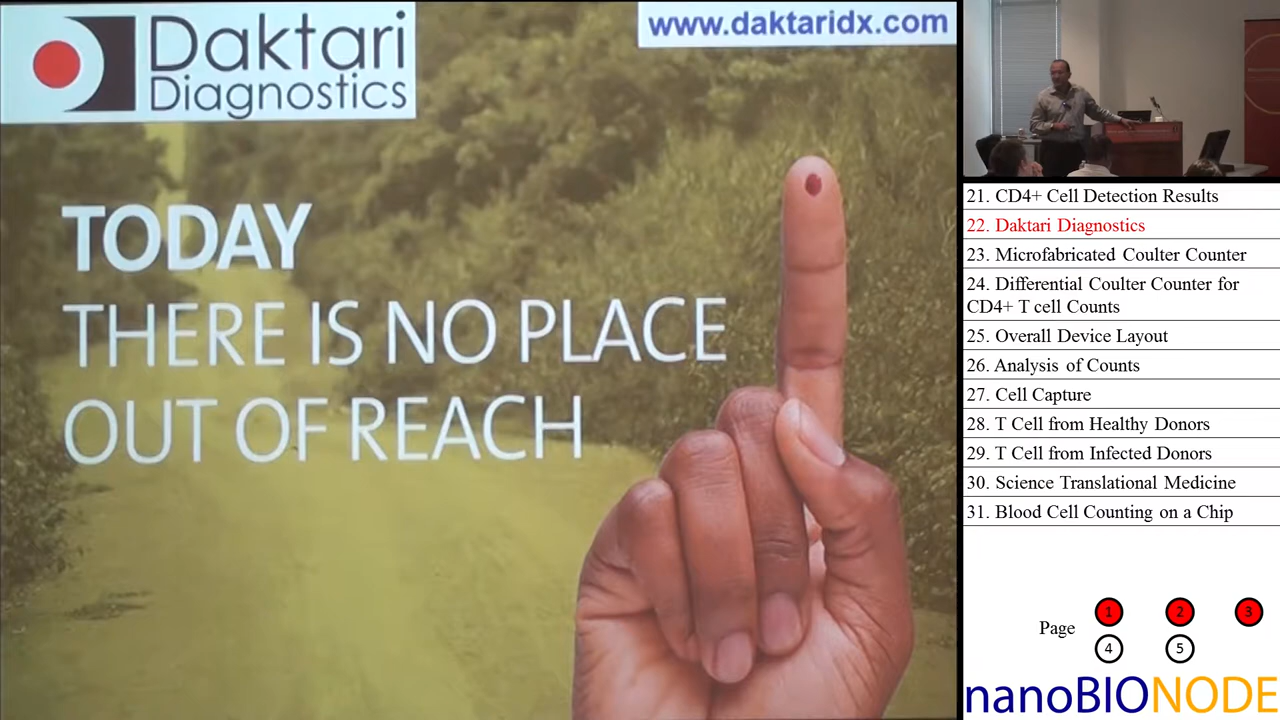 Daktari
Diagnostics
www.daktaridx.com
TODAY
THERE IS NO PLACE
OUT OF REACH
21. CD4+ Cell Detection Results
22. Daktari Diagnostics
23. Microfabricated Coulter Counter
24. Differential Coulter Counter for
CD4+ T cell Counts
25. Overall Device Layout
26. Analysis of Counts
27. Cell Capture
28. T Cell from Healthy Donors
29. T Cell from Infected Donors
30. Science Translational Medicine
31. Blood Cell Counting on a Chip
Page
1 2 3
4 5
nanoBIONODE